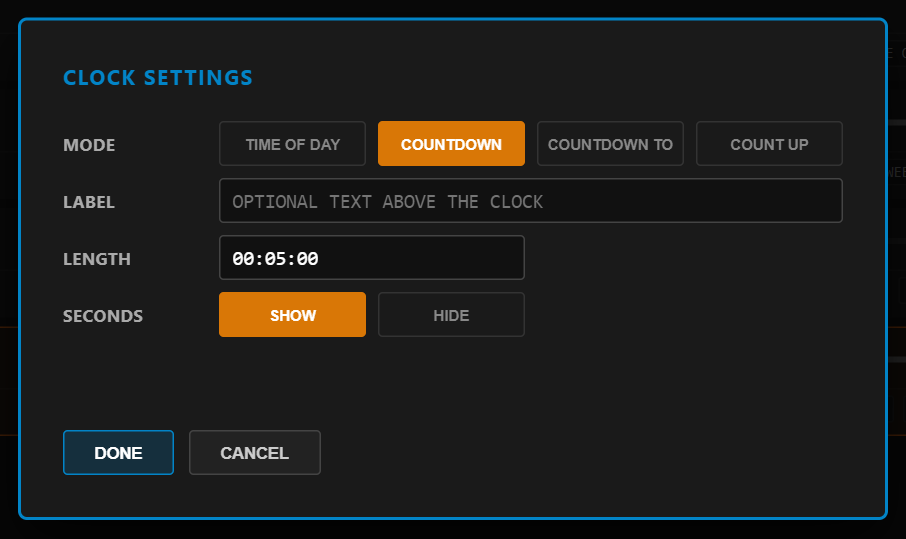 CLOCK SETTINGS
MODE TIME OF DAY COUNTDOWN COUNTDOWN TO COUNT UP
LABEL OPTIONAL TEXT ABOVE THE CLOCK
LENGTH 00:05:00
SECONDS SHOW HIDE
DONE CANCEL